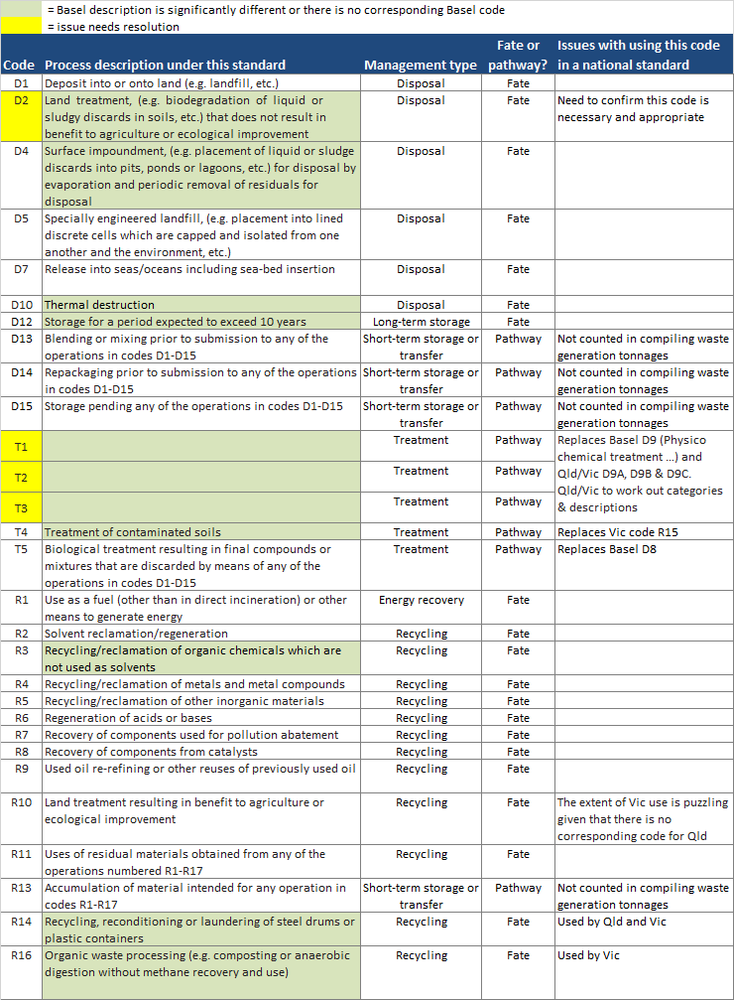 = Basel description is significantly different or there is no corresponding Basel code
= issue needs resolution
Fate or Issues with using this code
Code Process description under this standard Management type pathway? in a national standard
D1 Deposit into or onto land (e.g. landfill, etc.) Disposal Fate
D2 Land treatment, (e.g. biodegradation of liquid or Disposal Fate Need to confirm this code is
sludgy discards in soils, etc.) that does not result in necessary and appropriate
benefit to agriculture or ecological improvement
D4 Surface impoundment, (e.g. placement of liquid or sludge Disposal Fate
discards into pits, ponds or lagoons, etc.) for disposal by
evaporation and periodic removal of residuals for
disposal
D5 Specially engineered landfill, (e.g. placement into lined Disposal Fate
discrete cells which are capped and isolated from one
another and the environment, etc.)
D7 Release into seas/oceans including sea-bed insertion Disposal Fate
D10 Thermal destruction Disposal Fate
D12 Storage for a period expected to exceed 10 years Long-term storage Fate
D13 Blending or mixing prior to submission to any of the Short-term storage or Pathway Not counted in compiling waste
operations in codes D1-D15 transfer generation tonnages
D14 Repackaging prior to submission to any of the operations Short-term storage or Pathway Not counted in compiling waste
in codes D1-D15 transfer generation tonnages
D15 Storage pending any of the operations in codes D1-D15 Short-term storage or Pathway Not counted in compiling waste
transfer generation tonnages
T1 Treatment Pathway Replaces Basel D9 (Physico
chemical treatment ...) and
T2 Treatment Pathway Qld/Vic D9A, D9B & D9C.
Qld/Vic to work out categories
T3 Treatment Pathway & descriptions
T4 Treatment of contaminated soils Treatment Pathway Replaces Vic code R15
T5 Biological treatment resulting in final compounds or Treatment Pathway Replaces Basel D8
mixtures that are discarded by means of any of the
operations in codes D1-D15
R1 Use as a fuel (other than in direct incineration) or other Energy recovery Fate
means to generate energy
R2 Solvent reclamation/regeneration Recycling Fate
R3 Recycling/reclamation of organic chemicals which are Recycling Fate
not used as solvents
R4 Recycling/reclamation of metals and metal compounds Recycling Fate
R5 Recycling/reclamation of other inorganic materials Recycling Fate
R6 Regeneration of acids or bases Recycling Fate
R7 Recovery of components used for pollution abatement Recycling Fate
R8 Recovery of components from catalysts Recycling Fate
R9 Used oil re-refining or other reuses of previously used oil Recycling Fate
R10 Land treatment resulting in benefit to agriculture or Recycling Fate The extent of Vic use is puzzling
ecological improvement given that there is no
corresponding code for Qld
R11 Uses of residual materials obtained from any of the Recycling Fate
operations numbered R1-R17
R13 Accumulation of material intended for any operation in Short-term storage or Pathway Not counted in compiling waste
codes R1-R17 transfer generation tonnages
R14 Recycling, reconditioning or laundering of steel drums or Recycling Fate Used by Qld and Vic
plastic containers
R16 Organic waste processing (e.g. composting or anaerobic Recycling Fate Used by Vic
digestion without methane recovery and use)